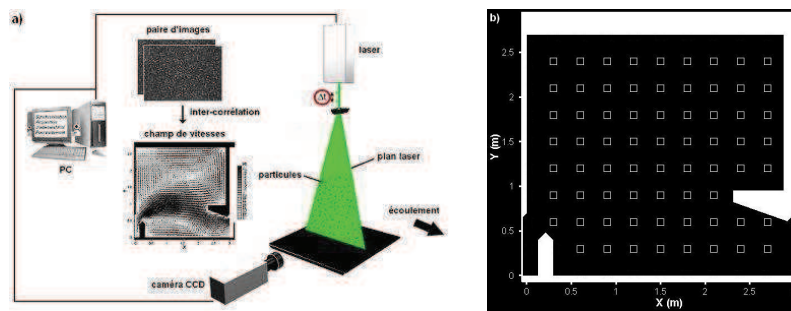 a)
paire d'images
laser
Δt
inter-corrélation
champ de vitesses
PC
particules
plan laser
écoulement
caméra CCD
b)
2.5
2
1.5
1
0.5
0
Y (m)
0 0.5 1 1.5 2 2.5
X (m)